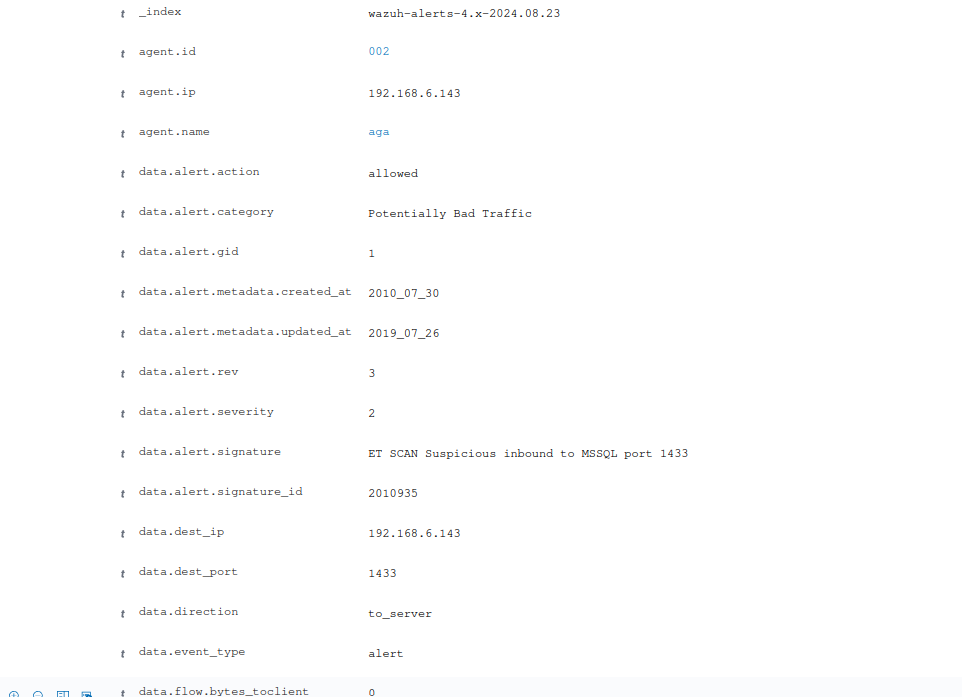 t _index wazuh-alerts-4.x-2024.08.23
t agent.id 002
t agent.ip 192.168.6.143
t agent.name aga
t data.alert.action allowed
t data.alert.category Potentially Bad Traffic
t data.alert.gid 1
t data.alert.metadata.created_at 2010_07_30
t data.alert.metadata.updated_at 2019_07_26
t data.alert.rev 3
t data.alert.severity 2
t data.alert.signature ET SCAN Suspicious inbound to MSSQL port 1433
t data.alert.signature_id 2010935
t data.dest_ip 192.168.6.143
t data.dest_port 1433
t data.direction to_server
t data.event_type alert
t data.flow.bytes_toclient 0